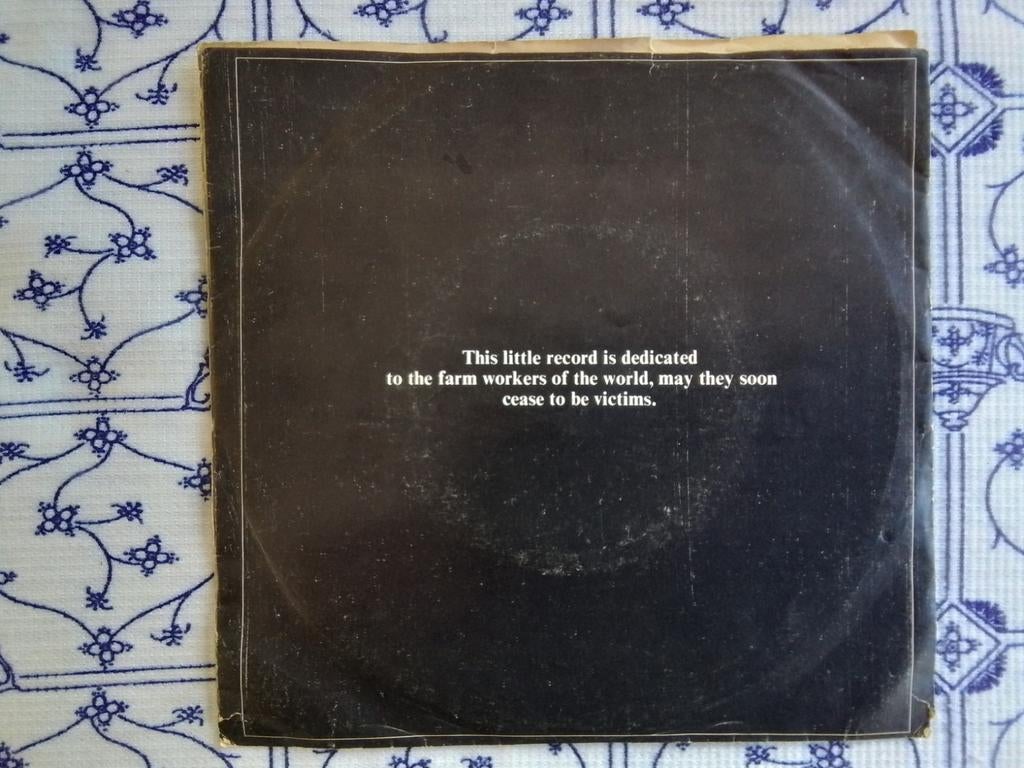 This little record is dedicated
to the farm workers of the world, may they soon
cease to be victims.